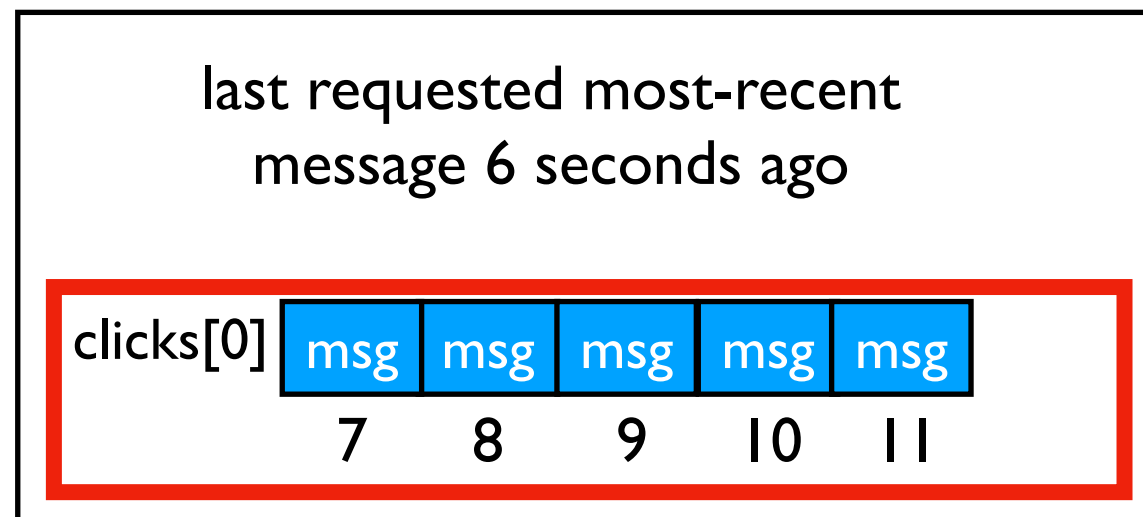 last requested most-recent
message 6 seconds ago
clicks[0] msg msg msg msg msg
7 8 9 10 11